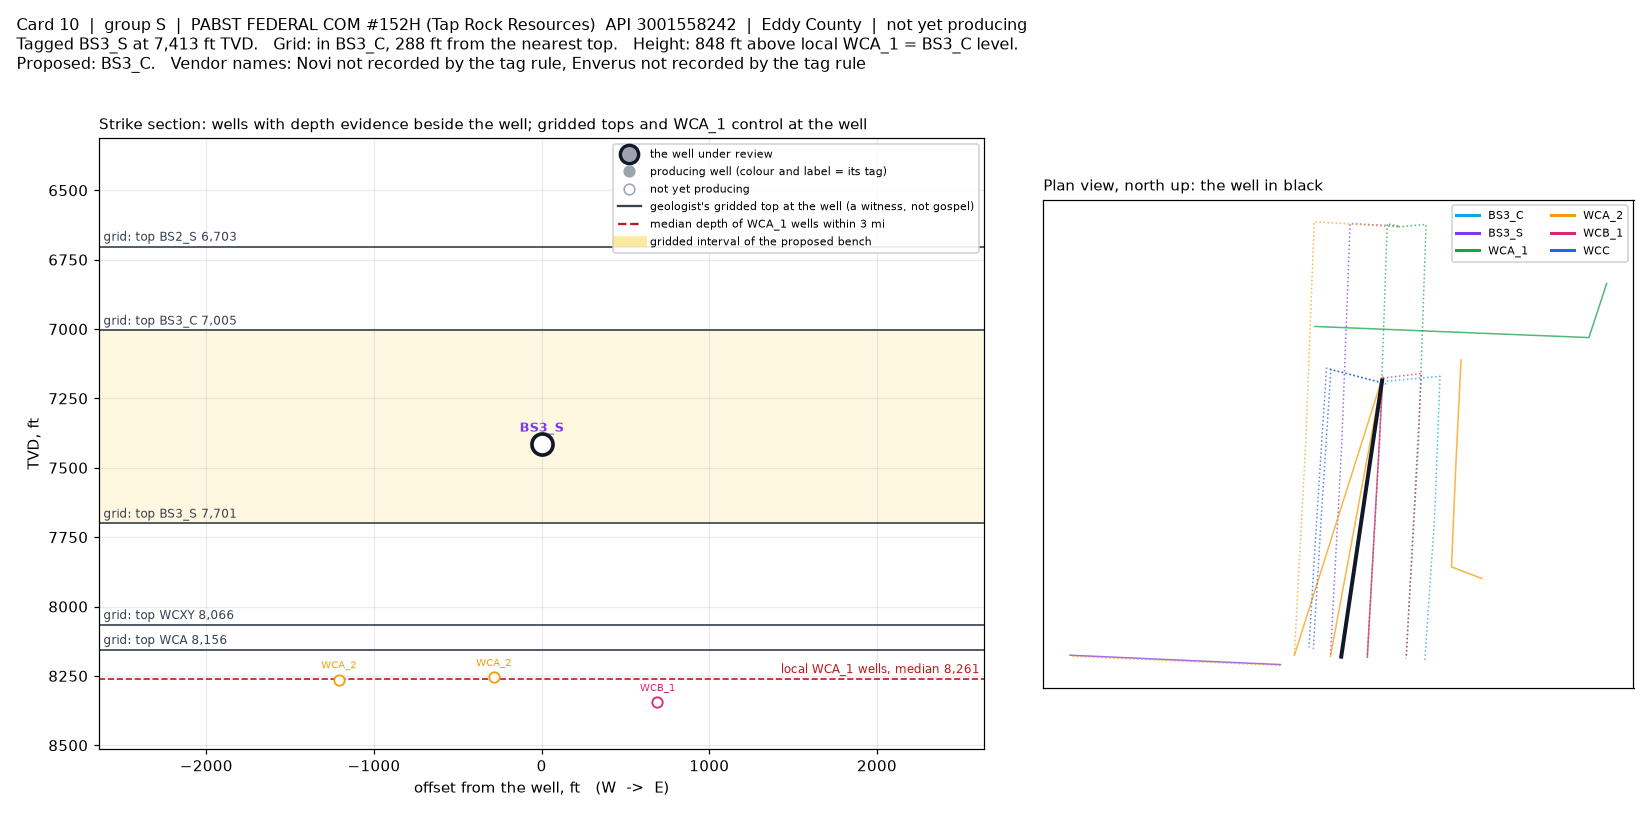 Card 10 | group S | PABST FEDERAL COM #152H (Tap Rock Resources) API 3001558242 | Eddy County | not yet producing
Tagged BS3_S at 7,413 ft TVD. Grid: in BS3_C, 288 ft from the nearest top. Height: 848 ft above local WCA_1 = BS3_C level.
Proposed: BS3_C. Vendor names: Novi not recorded by the tag rule, Enverus not recorded by the tag rule
Strike section: wells with depth evidence beside the well; gridded tops and WCA_1 control at the well
the well under review
producing well (colour and label = its tag)
not yet producing
geologist's gridded top at the well (a witness, not gospel)
median depth of WCA_1 wells within 3 mi
gridded interval of the proposed bench
6500
grid: top BS2_S 6,703
6750
grid: top BS3_C 7,005
7000
7250
BS3_S
7500
grid: top BS3_S 7,701
7750
8000
grid: top WCXY 8,066
grid: top WCA 8,156
WCA_2
WCA_2
local WCA_1 wells, median 8,261
8250
WCB_1
8500
−2000
−1000
0
1000
2000
TVD, ft
offset from the well, ft (W -> E)
Plan view, north up: the well in black
BS3_C
BS3_S
WCA_1
WCA_2
WCB_1
WCC